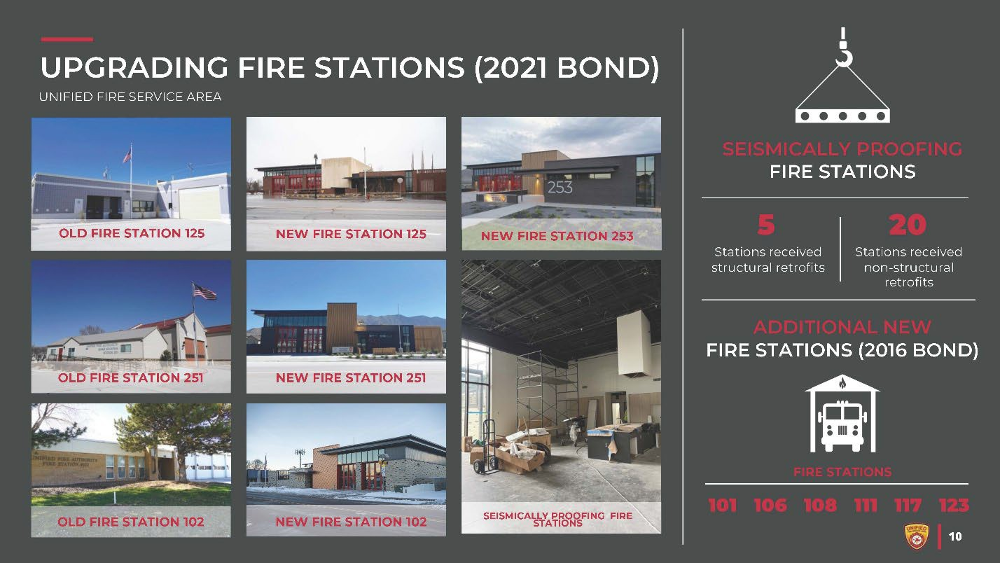 UPGRADING FIRE STATIONS (2021 BOND)
UNIFIED FIRE SERVICE AREA
OLD FIRE STATION 125
NEW FIRE STATION 125
253
NEW FIRE STATION 253
OLD FIRE STATION 251
NEW FIRE STATION 251
UNIFIED FIRE AUTHORITY
FIRE STATION #102
OLD FIRE STATION 102
NEW FIRE STATION 102
SEISMICALLY PROOFING FIRE
STATIONS
SEISMICALLY PROOFING
FIRE STATIONS
5
Stations received
structural retrofits
20
Stations received
non-structural
retrofits
ADDITIONAL NEW
FIRE STATIONS (2016 BOND)
FIRE STATIONS
101 106 108 111 117 123
UNIFIED
10